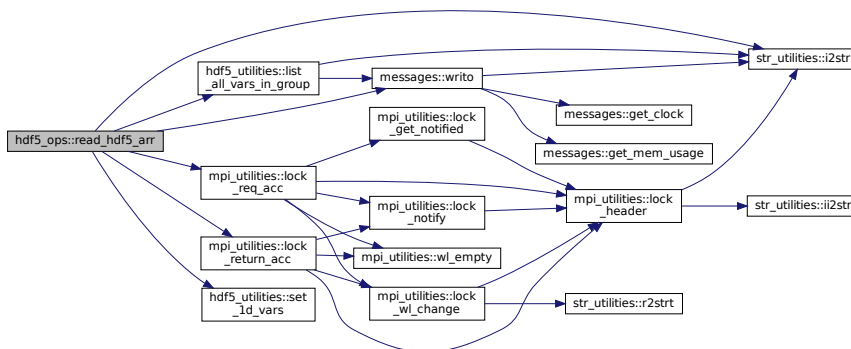 hdf5_ops::read_hdf5_arr
hdf5_utilities::list
_all_vars_in_group
messages::writo
str_utilities::i2str
messages::get_clock
messages::get_mem_usage
mpi_utilities::lock
_get_notified
mpi_utilities::lock
_req_acc
mpi_utilities::lock
_notify
mpi_utilities::lock
_header
str_utilities::ii2str
mpi_utilities::lock
_return_acc
mpi_utilities::wl_empty
hdf5_utilities::set
_1d_vars
mpi_utilities::lock
_wl_change
str_utilities::r2strt